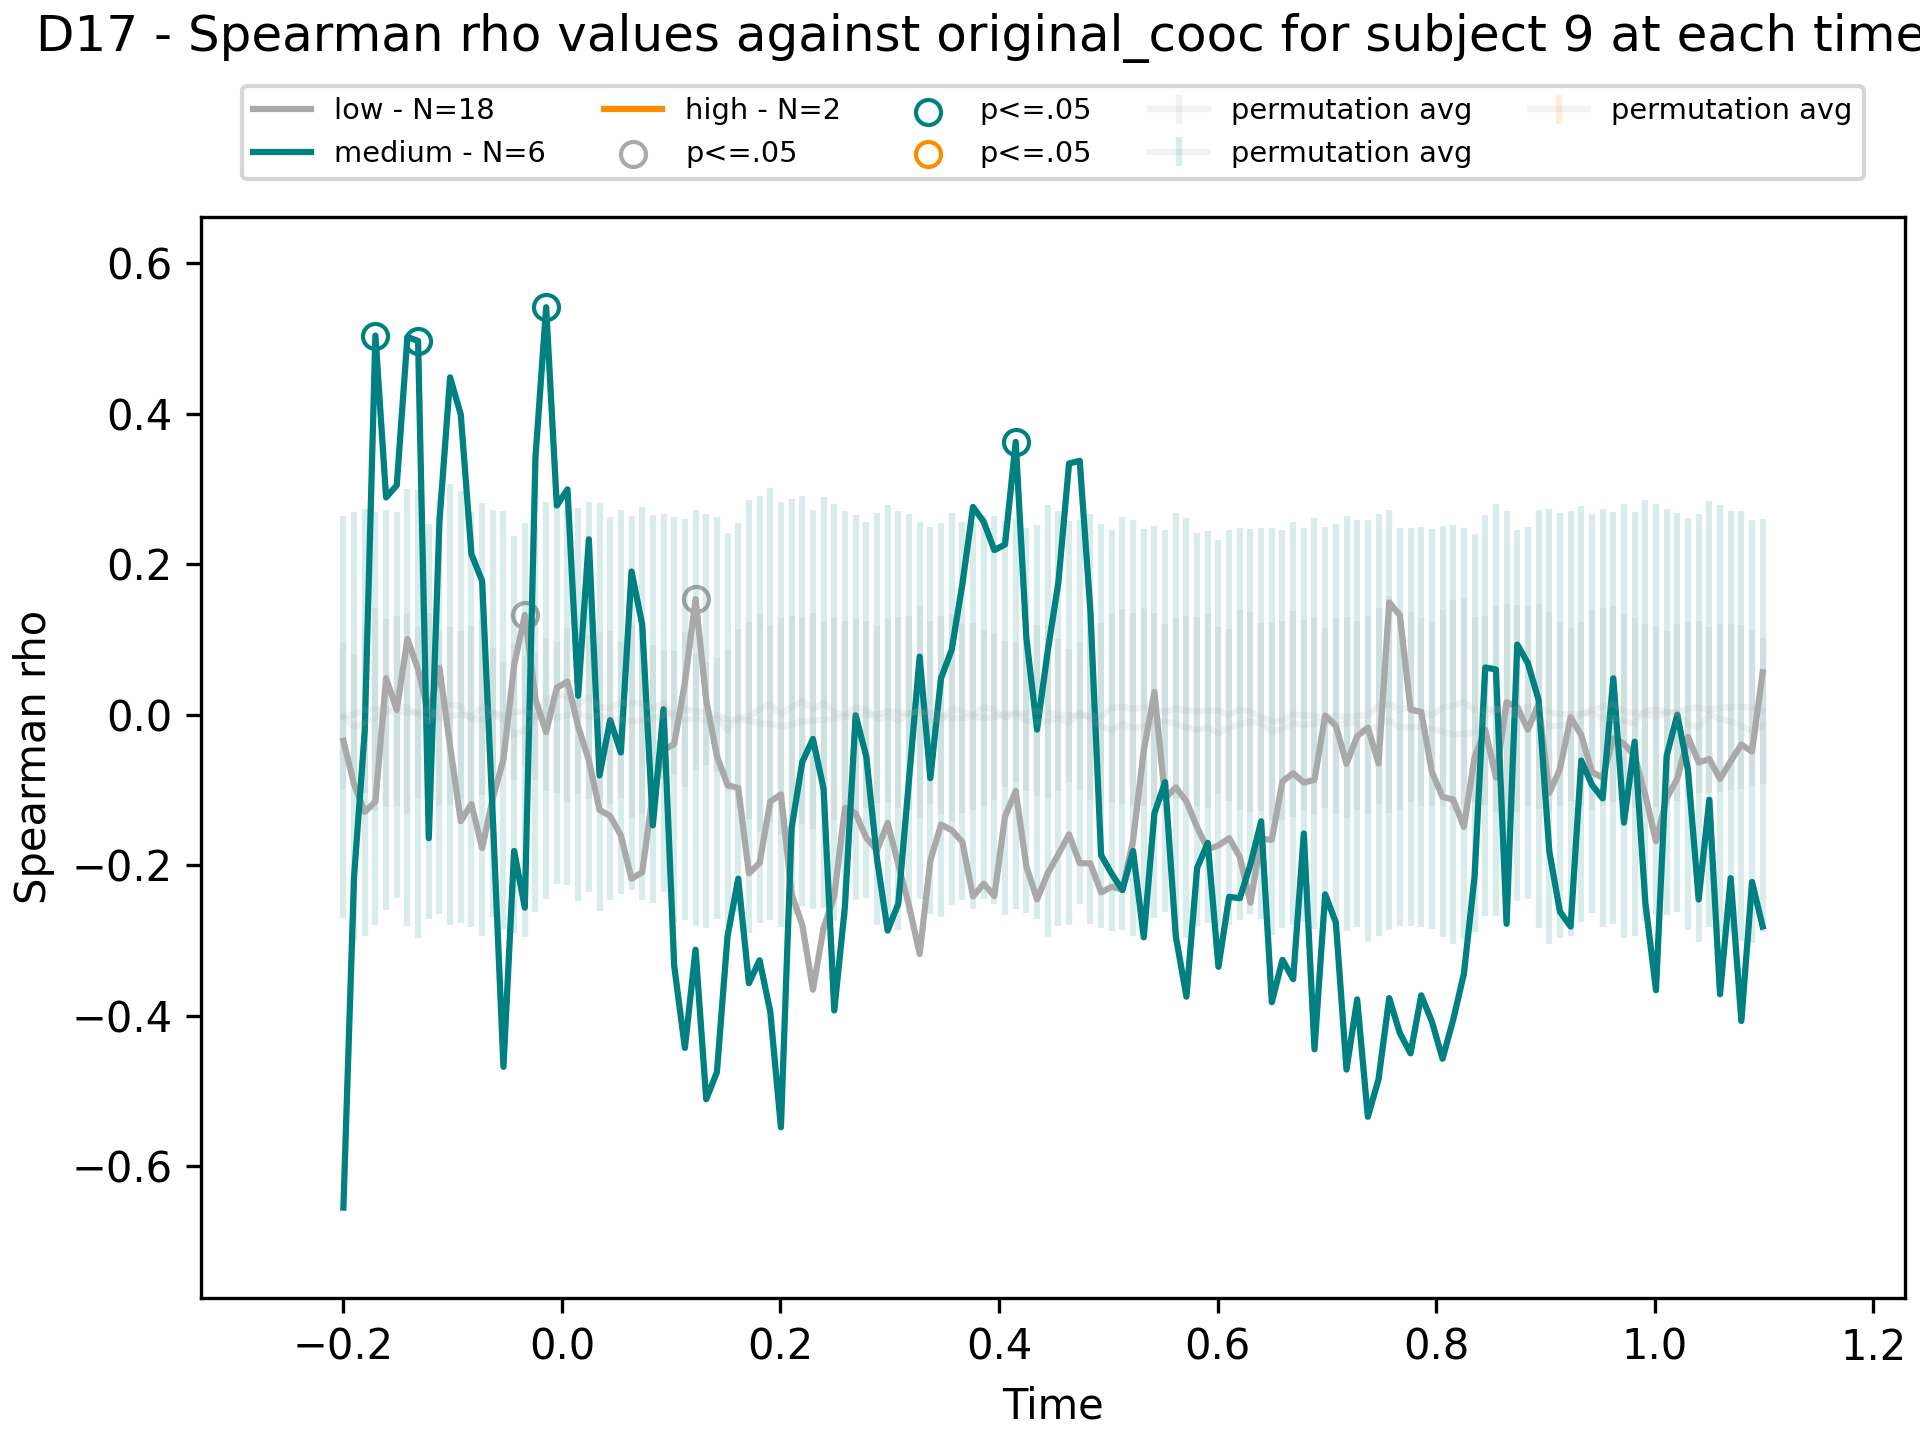 D17 - Spearman rho values against original_cooc for subject 9 at each time
low - N=18 high - N=2 p<=.05 permutation avg permutation avg
medium - N=6 p<=.05 p<=.05 permutation avg
0.6
0.4
0.2
0.0
−0.2
−0.4
−0.6
Spearman rho
−0.2 0.0 0.2 0.4 0.6 0.8 1.0 1.2
Time